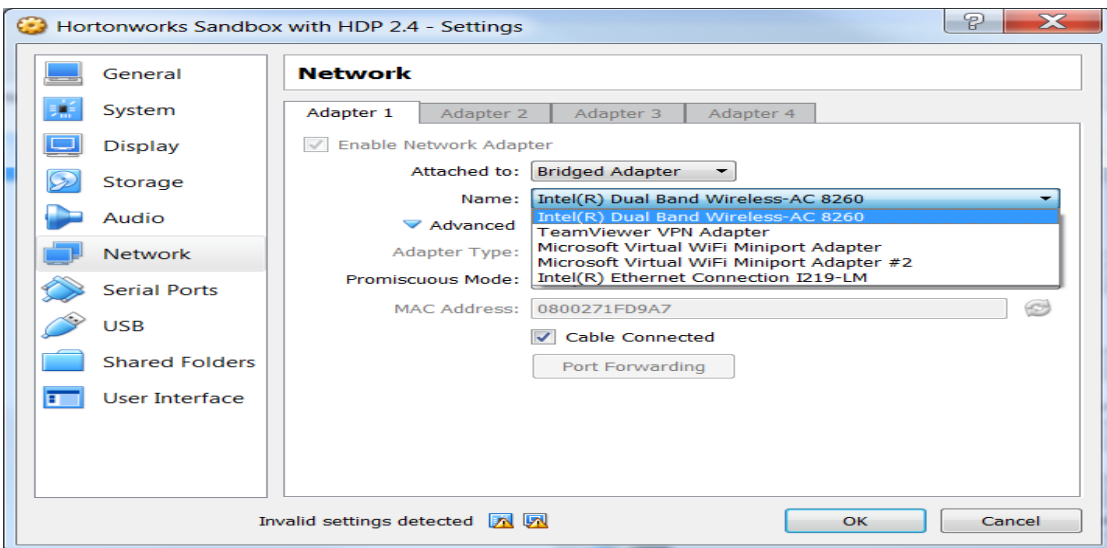 Hortonworks Sandbox with HDP 2.4 - Settings
General
System
Display
Storage
Audio
Network
Serial Ports
USB
Shared Folders
User Interface
Network
Adapter 1 Adapter 2 Adapter 3 Adapter 4
Enable Network Adapter
Attached to: Bridged Adapter
Name: Intel(R) Dual Band Wireless-AC 8260
Intel(R) Dual Band Wireless-AC 8260
TeamViewer VPN Adapter
Microsoft Virtual WiFi Miniport Adapter
Microsoft Virtual WiFi Miniport Adapter #2
Intel(R) Ethernet Connection I219-LM
Advanced
Adapter Type:
Promiscuous Mode:
MAC Address: 0800271FD9A7
Cable Connected
Port Forwarding
Invalid settings detected
OK Cancel